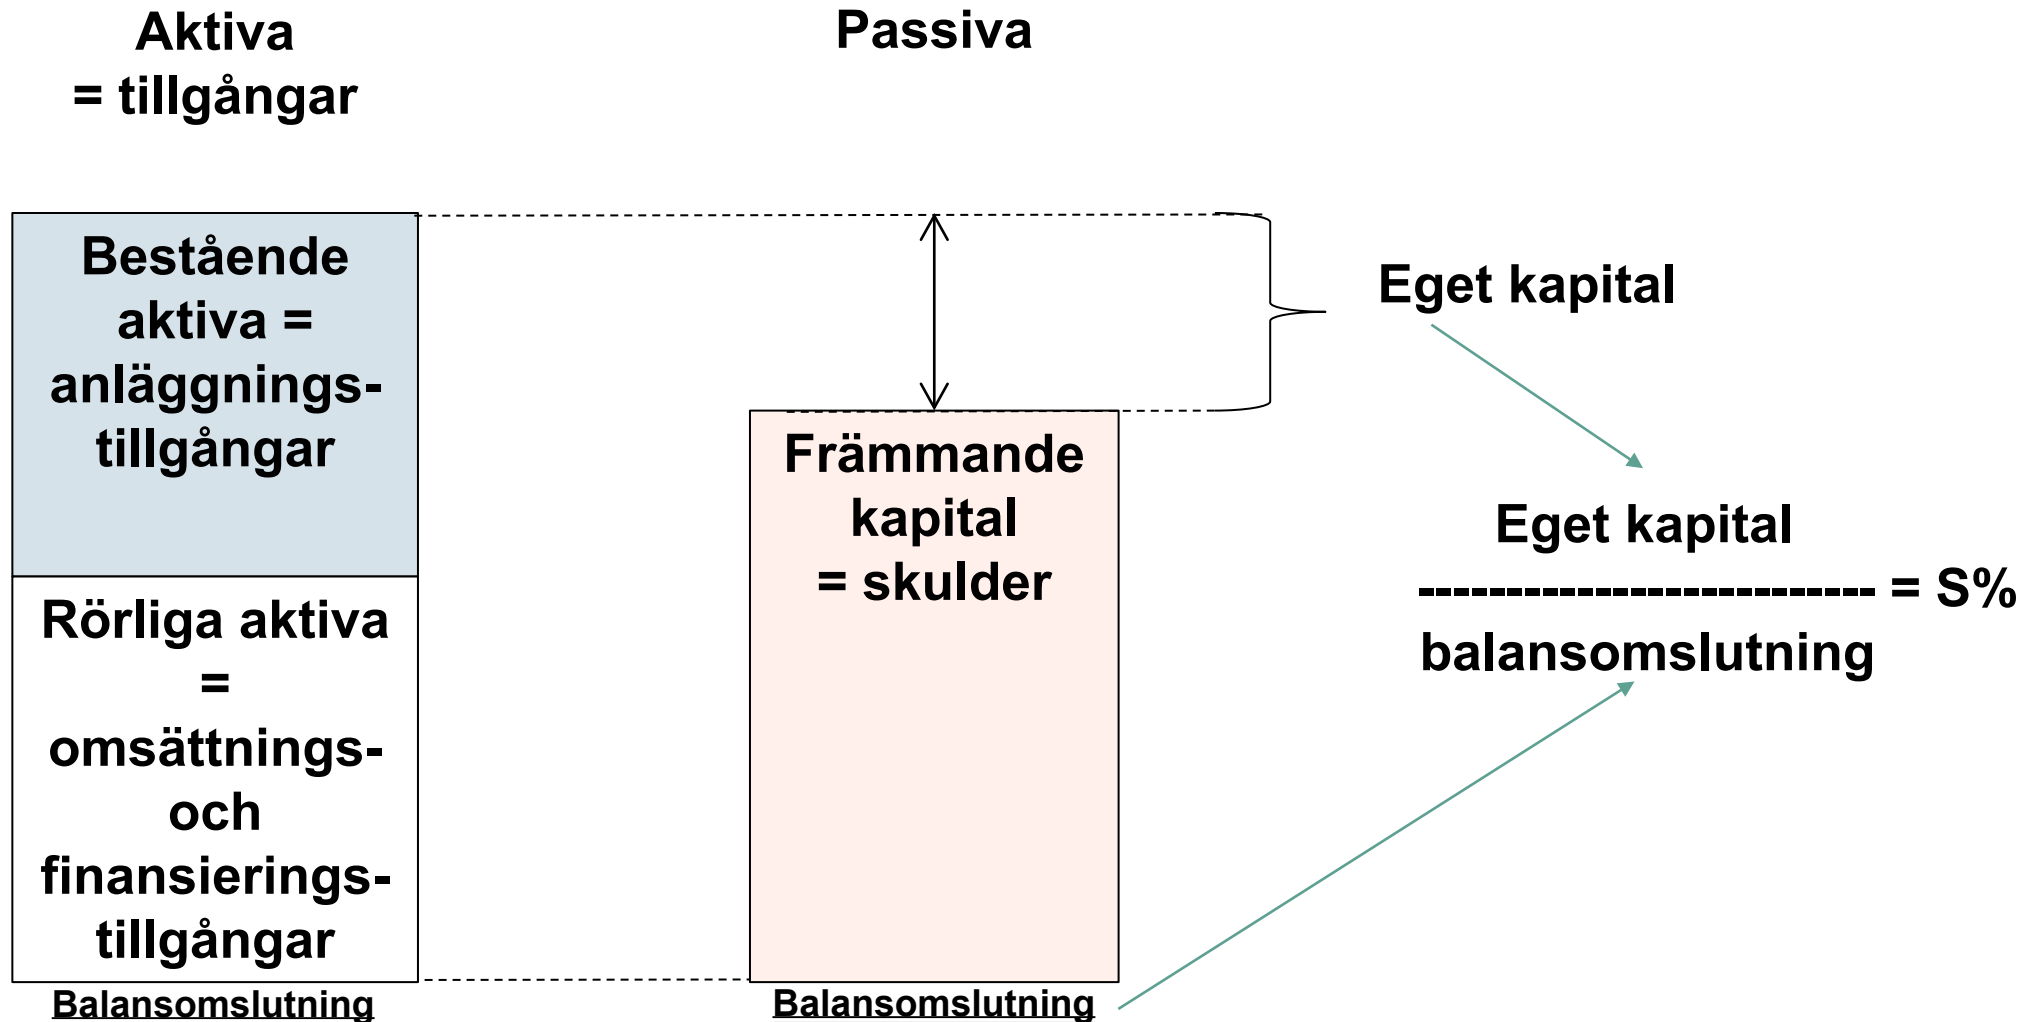 Aktiva
= tillgångar
Passiva
Bestående
aktiva =
anläggnings-
tillgångar
Rörliga aktiva
=
omsättnings-
och
finansierings-
tillgångar
Balansomslutning
Främmande
kapital
= skulder
Balansomslutning
Eget kapital
Eget kapital
-------------------------- = S%
balansomslutning